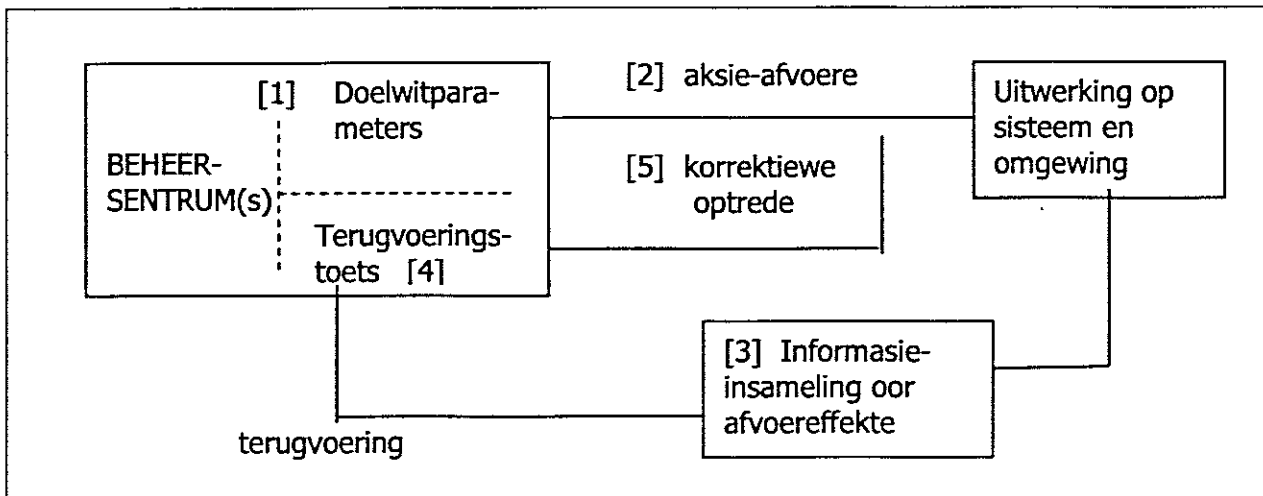 [1] Doelwitpara-
meters
BEHEER-
SENTRUM(s)
Terugvoerings-
toets [4]
[2] aksie-afvoere
[5] korrektiewe
optrede
Uitwerking op
sisteem en
omgewing
[3] Informasie-
insameling oor
afvoereffekte
terugvoering